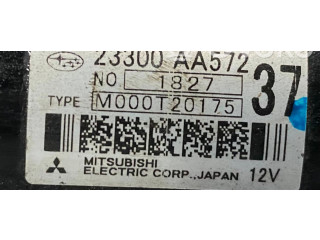 23300 AA572
NO 1827 37
TYPE M000T20175
MITSUBISHI
ELECTRIC CORP., JAPAN 12V